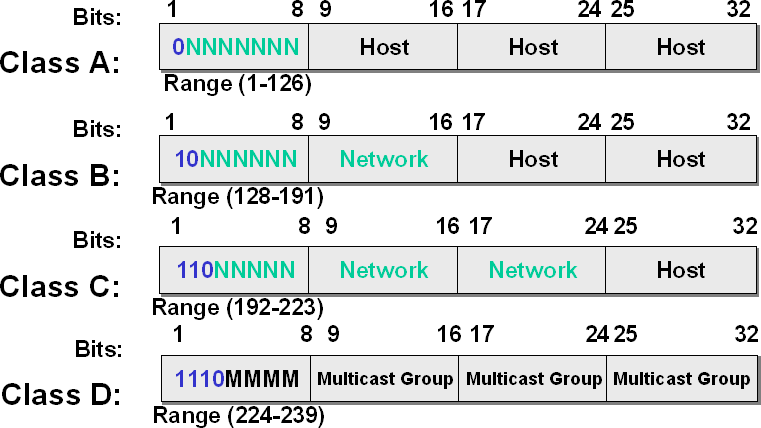 Bits: 1 8 9 16 17 24 25 32
Class A: 0NNNNNNN Host Host Host
Range (1-126)
Bits: 1 8 9 16 17 24 25 32
Class B: 10NNNNNN Network Host Host
Range (128-191)
Bits: 1 8 9 16 17 24 25 32
Class C: 110NNNNN Network Network Host
Range (192-223)
Bits: 1 8 9 16 17 24 25 32
Class D: 1110MMMM Multicast Group Multicast Group Multicast Group
Range (224-239)